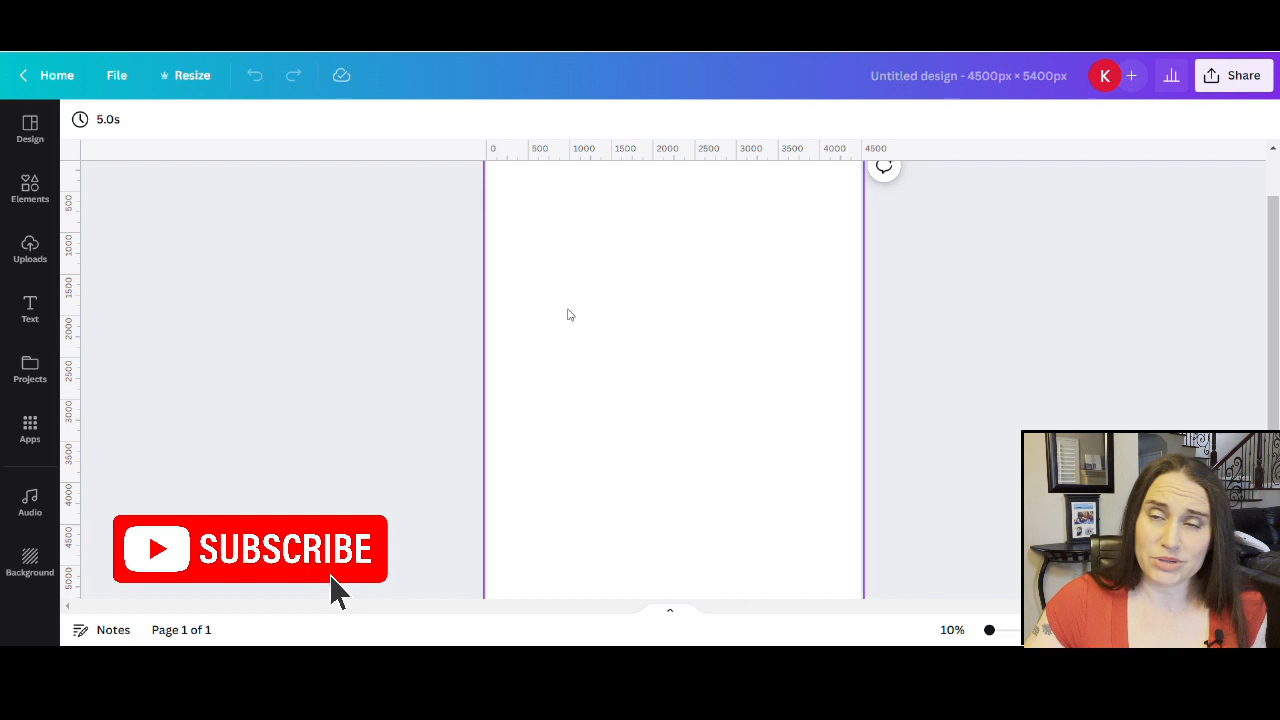 Home File Resize Untitled design - 4500px × 5400px K + Share
5.0s
0 500 1000 1500 2000 2500 3000 3500 4000 4500
500
1000
1500
2000
2500
3000
3500
4000
4500
5000
Design
Elements
Uploads
Text
Projects
Apps
Audio
Background
SUBSCRIBE
Notes Page 1 of 1 10%